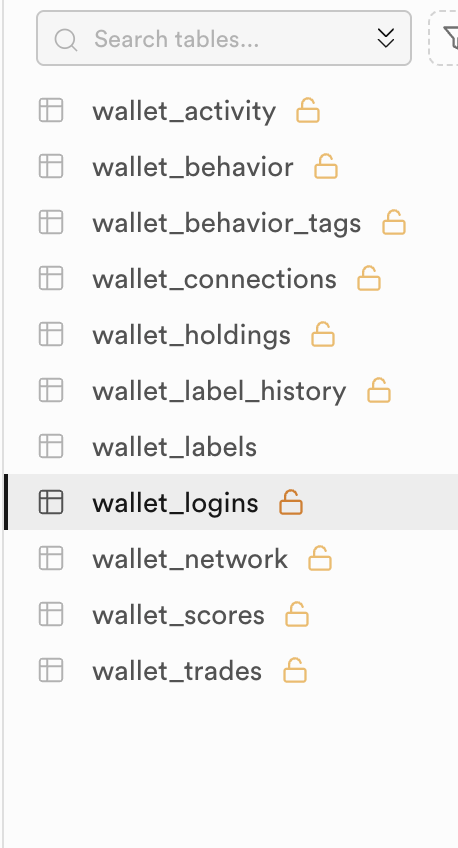 Search tables...
wallet_activity
wallet_behavior
wallet_behavior_tags
wallet_connections
wallet_holdings
wallet_label_history
wallet_labels
wallet_logins
wallet_network
wallet_scores
wallet_trades